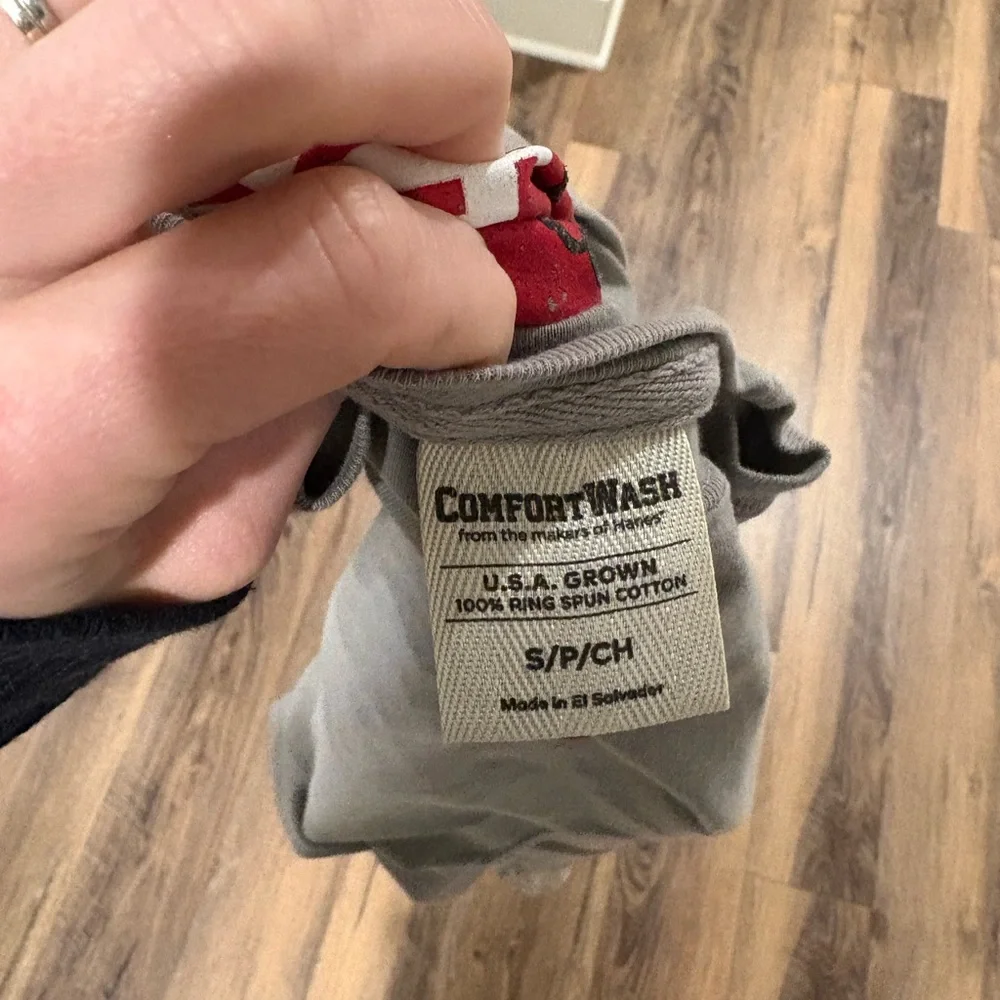 COMFORTWASH
from the makers of Hanes
U.S.A. GROWN
100% RING SPUN COTTON
S/P/CH
Made in El Salvador